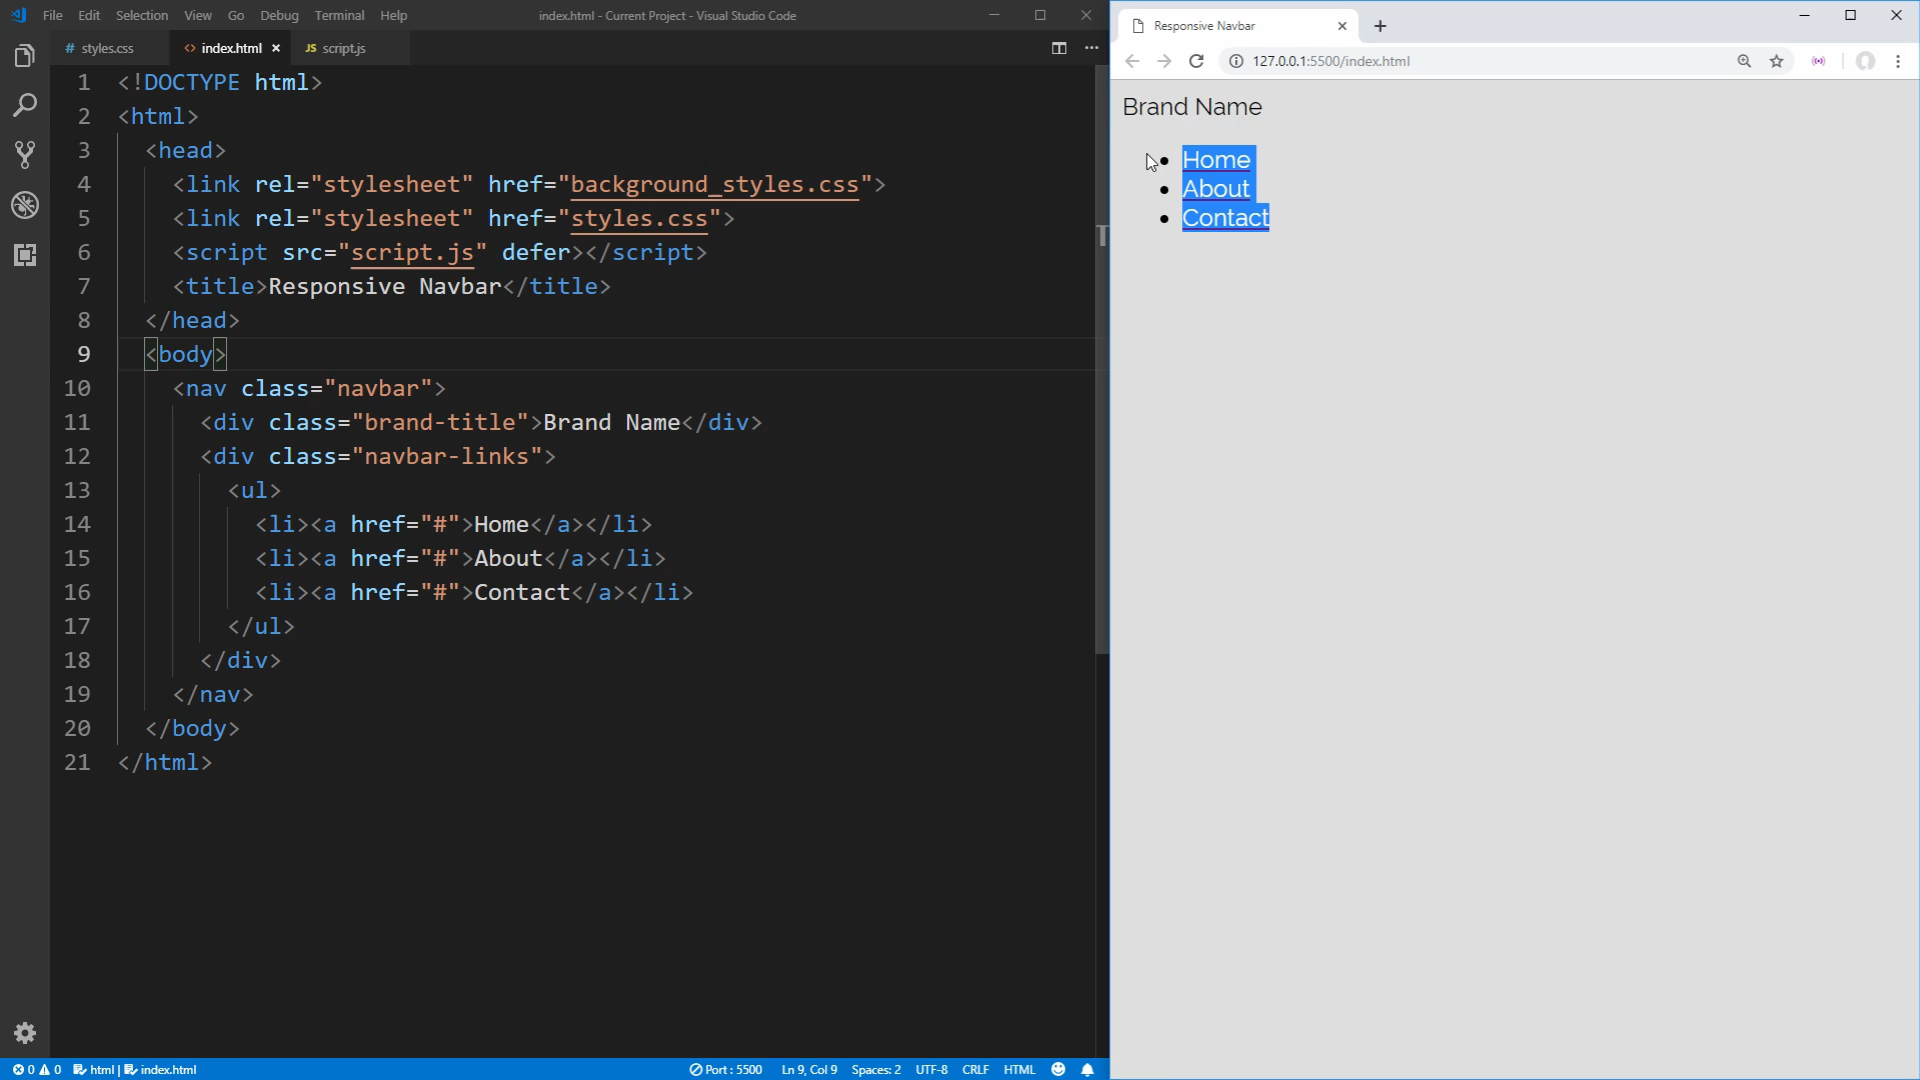 File Edit Selection View Go Debug Terminal Help
index.html - Current Project - Visual Studio Code
# styles.css
<> index.html
JS script.js
1 <!DOCTYPE html>
2 <html>
3 <head>
4 <link rel="stylesheet" href="background_styles.css">
5 <link rel="stylesheet" href="styles.css">
6 <script src="script.js" defer></script>
7 <title>Responsive Navbar</title>
8 </head>
9 <body>
10 <nav class="navbar">
11 <div class="brand-title">Brand Name</div>
12 <div class="navbar-links">
13 <ul>
14 <li><a href="#">Home</a></li>
15 <li><a href="#">About</a></li>
16 <li><a href="#">Contact</a></li>
17 </ul>
18 </div>
19 </nav>
20 </body>
21 </html>
0 0 html | index.html
Port : 5500 Ln 9, Col 9 Spaces: 2 UTF-8 CRLF HTML
Responsive Navbar
127.0.0.1:5500/index.html
Brand Name
• Home
• About
• Contact